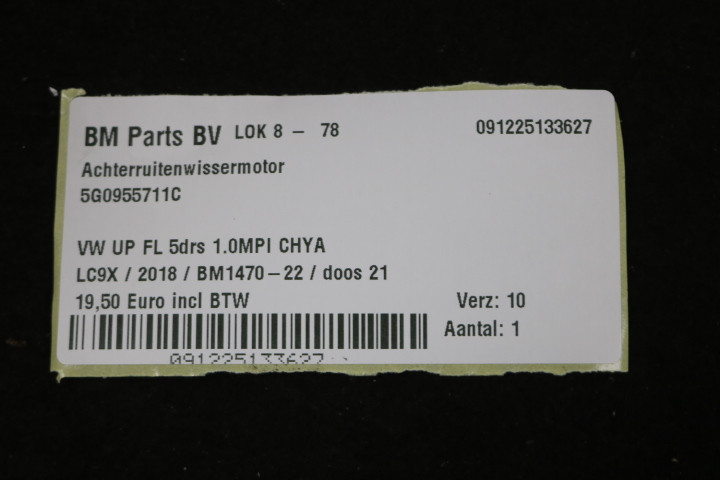 BM Parts BV LOK 8 - 78 091225133627
Achterruitenwissermotor
5G0955711C
VW UP FL 5drs 1.0MPI CHYA
LC9X / 2018 / BM1470-22 / doos 21
19,50 Euro incl BTW Verz: 10
Aantal: 1
091225133627